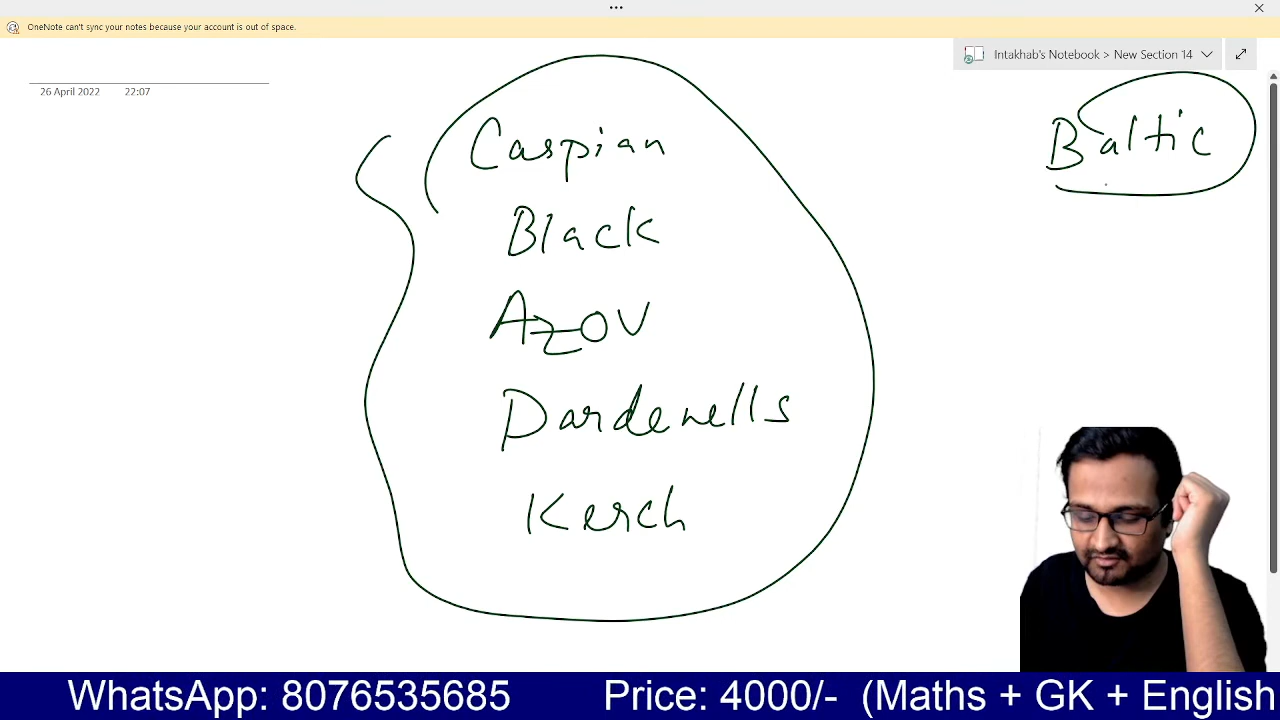 OneNote can't sync your notes because your account is out of space.
Intakhab's Notebook > New Section 14
26 April 2022 22:07
Baltic
Caspian
Black
Azov
Dardenells
Kerch
WhatsApp: 8076535685 Price: 4000/- (Maths + GK + English